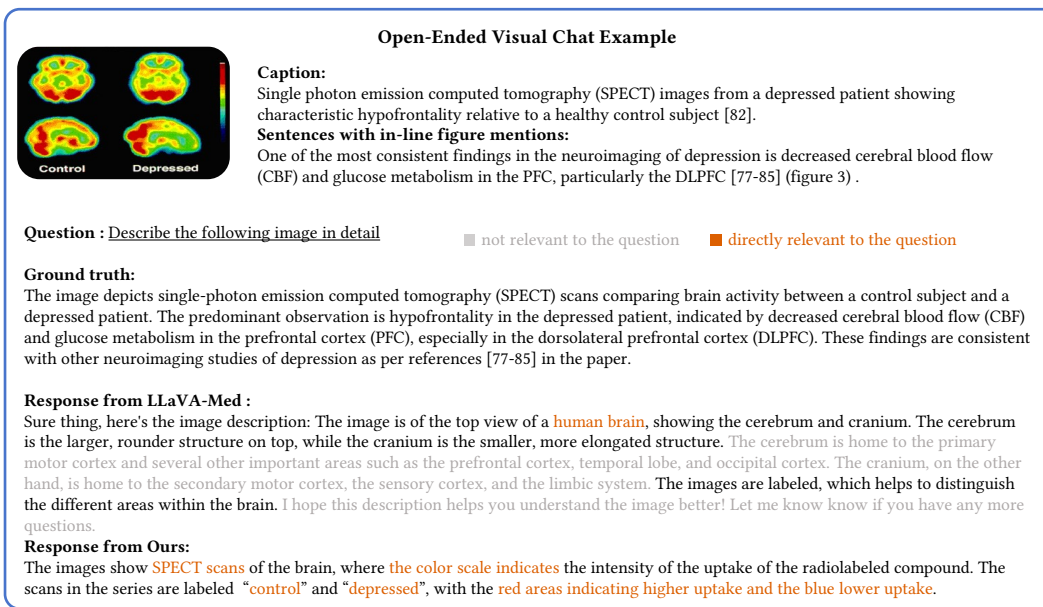 Open-Ended Visual Chat Example
Control
Depressed
Caption:
Single photon emission computed tomography (SPECT) images from a depressed patient showing
characteristic hypofrontality relative to a healthy control subject [82].
Sentences with in-line figure mentions:
One of the most consistent findings in the neuroimaging of depression is decreased cerebral blood flow
(CBF) and glucose metabolism in the PFC, particularly the DLPFC [77-85] (figure 3) .
Question : Describe the following image in detail
not relevant to the question
directly relevant to the question
Ground truth:
The image depicts single-photon emission computed tomography (SPECT) scans comparing brain activity between a control subject and a
depressed patient. The predominant observation is hypofrontality in the depressed patient, indicated by decreased cerebral blood flow (CBF)
and glucose metabolism in the prefrontal cortex (PFC), especially in the dorsolateral prefrontal cortex (DLPFC). These findings are consistent
with other neuroimaging studies of depression as per references [77-85] in the paper.
Response from LLaVA-Med :
Sure thing, here's the image description: The image is of the top view of a human brain, showing the cerebrum and cranium. The cerebrum
is the larger, rounder structure on top, while the cranium is the smaller, more elongated structure. The cerebrum is home to the primary
motor cortex and several other important areas such as the prefrontal cortex, temporal lobe, and occipital cortex. The cranium, on the other
hand, is home to the secondary motor cortex, the sensory cortex, and the limbic system. The images are labeled, which helps to distinguish
the different areas within the brain. I hope this description helps you understand the image better! Let me know know if you have any more
questions.
Response from Ours:
The images show SPECT scans of the brain, where the color scale indicates the intensity of the uptake of the radiolabeled compound. The
scans in the series are labeled “control” and “depressed”, with the red areas indicating higher uptake and the blue lower uptake.